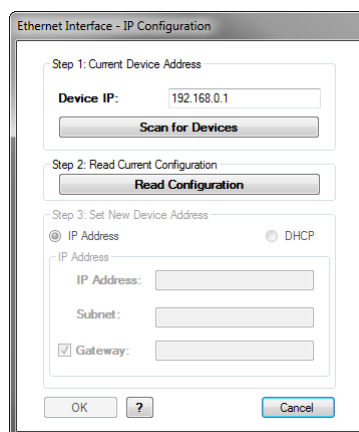 Ethernet Interface - IP Configuration
Step 1: Current Device Address
Device IP: 192.168.0.1
Scan for Devices
Step 2: Read Current Configuration
Read Configuration
Step 3: Set New Device Address
IP Address DHCP
IP Address
IP Address:
Subnet:
Gateway:
OK ? Cancel